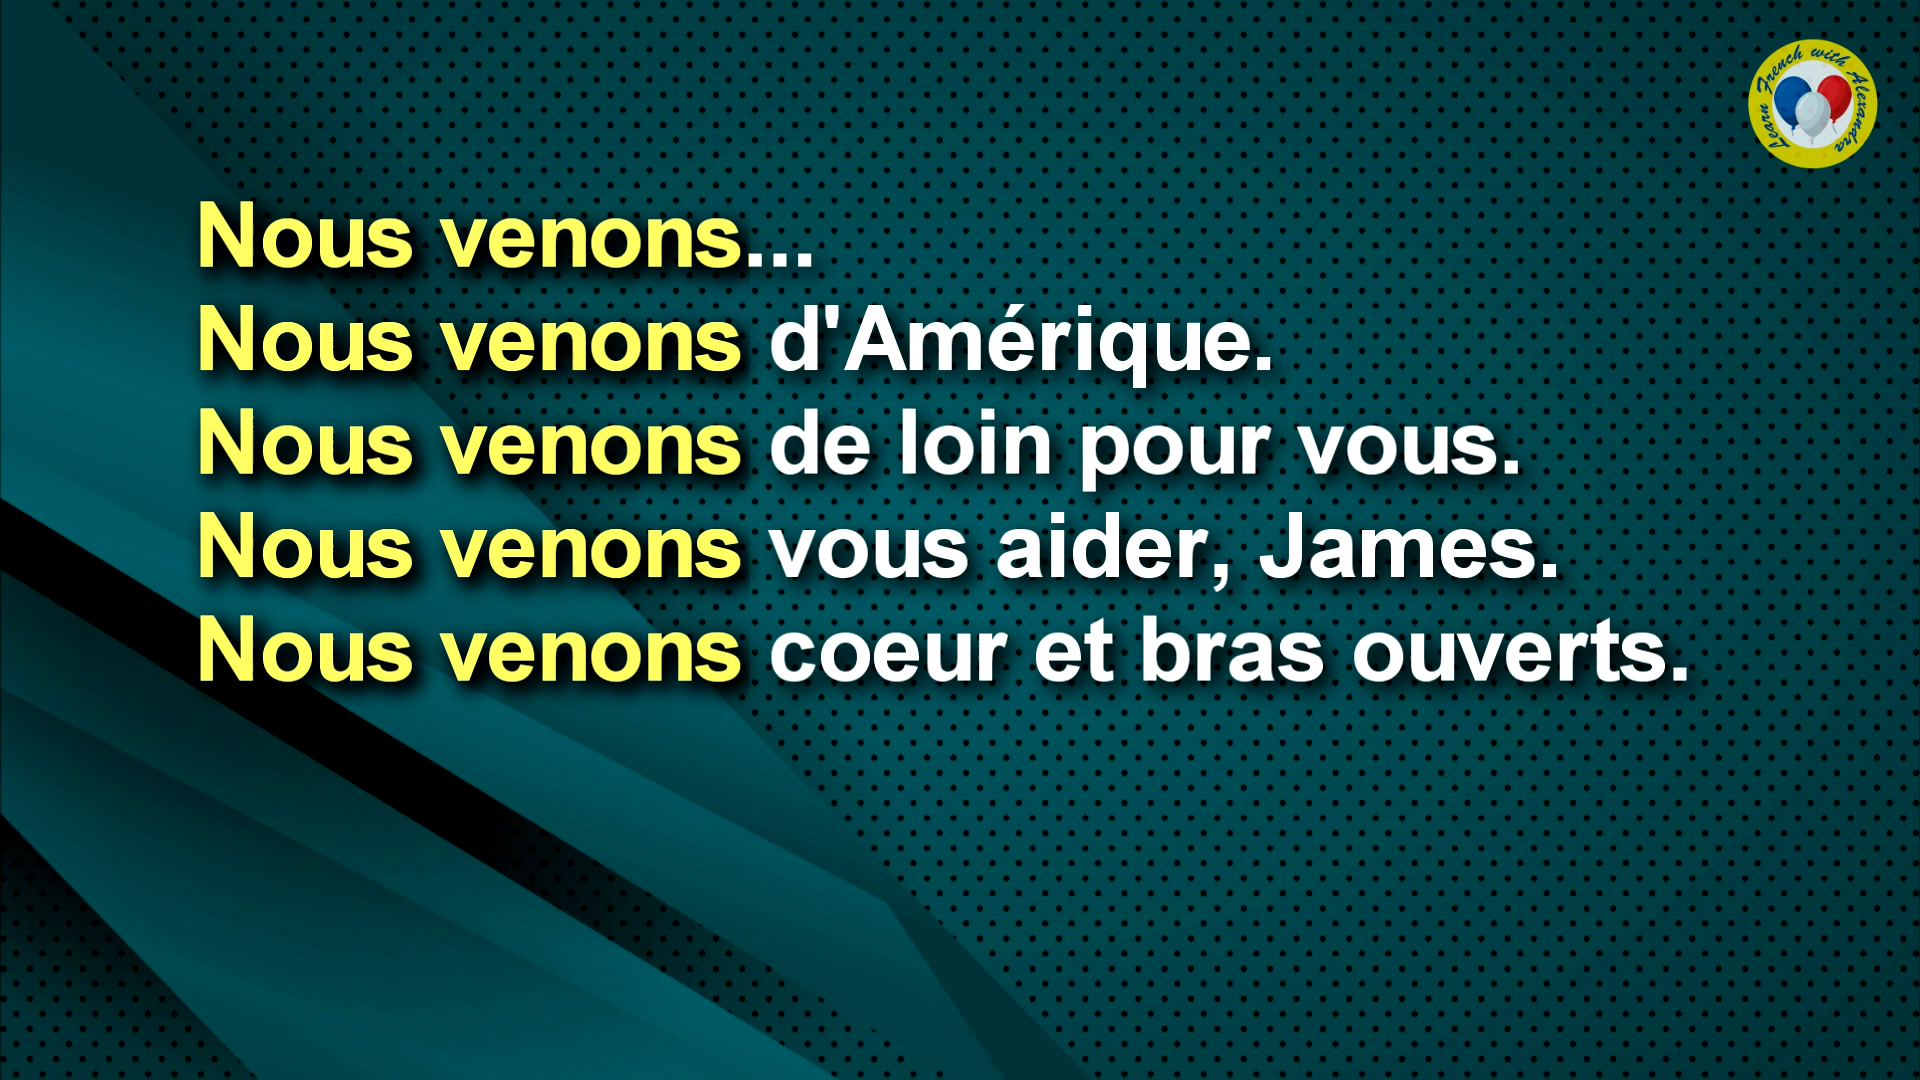 Learn French with Alexandra
Nous venons...
Nous venons d'Amérique.
Nous venons de loin pour vous.
Nous venons vous aider, James.
Nous venons coeur et bras ouverts.